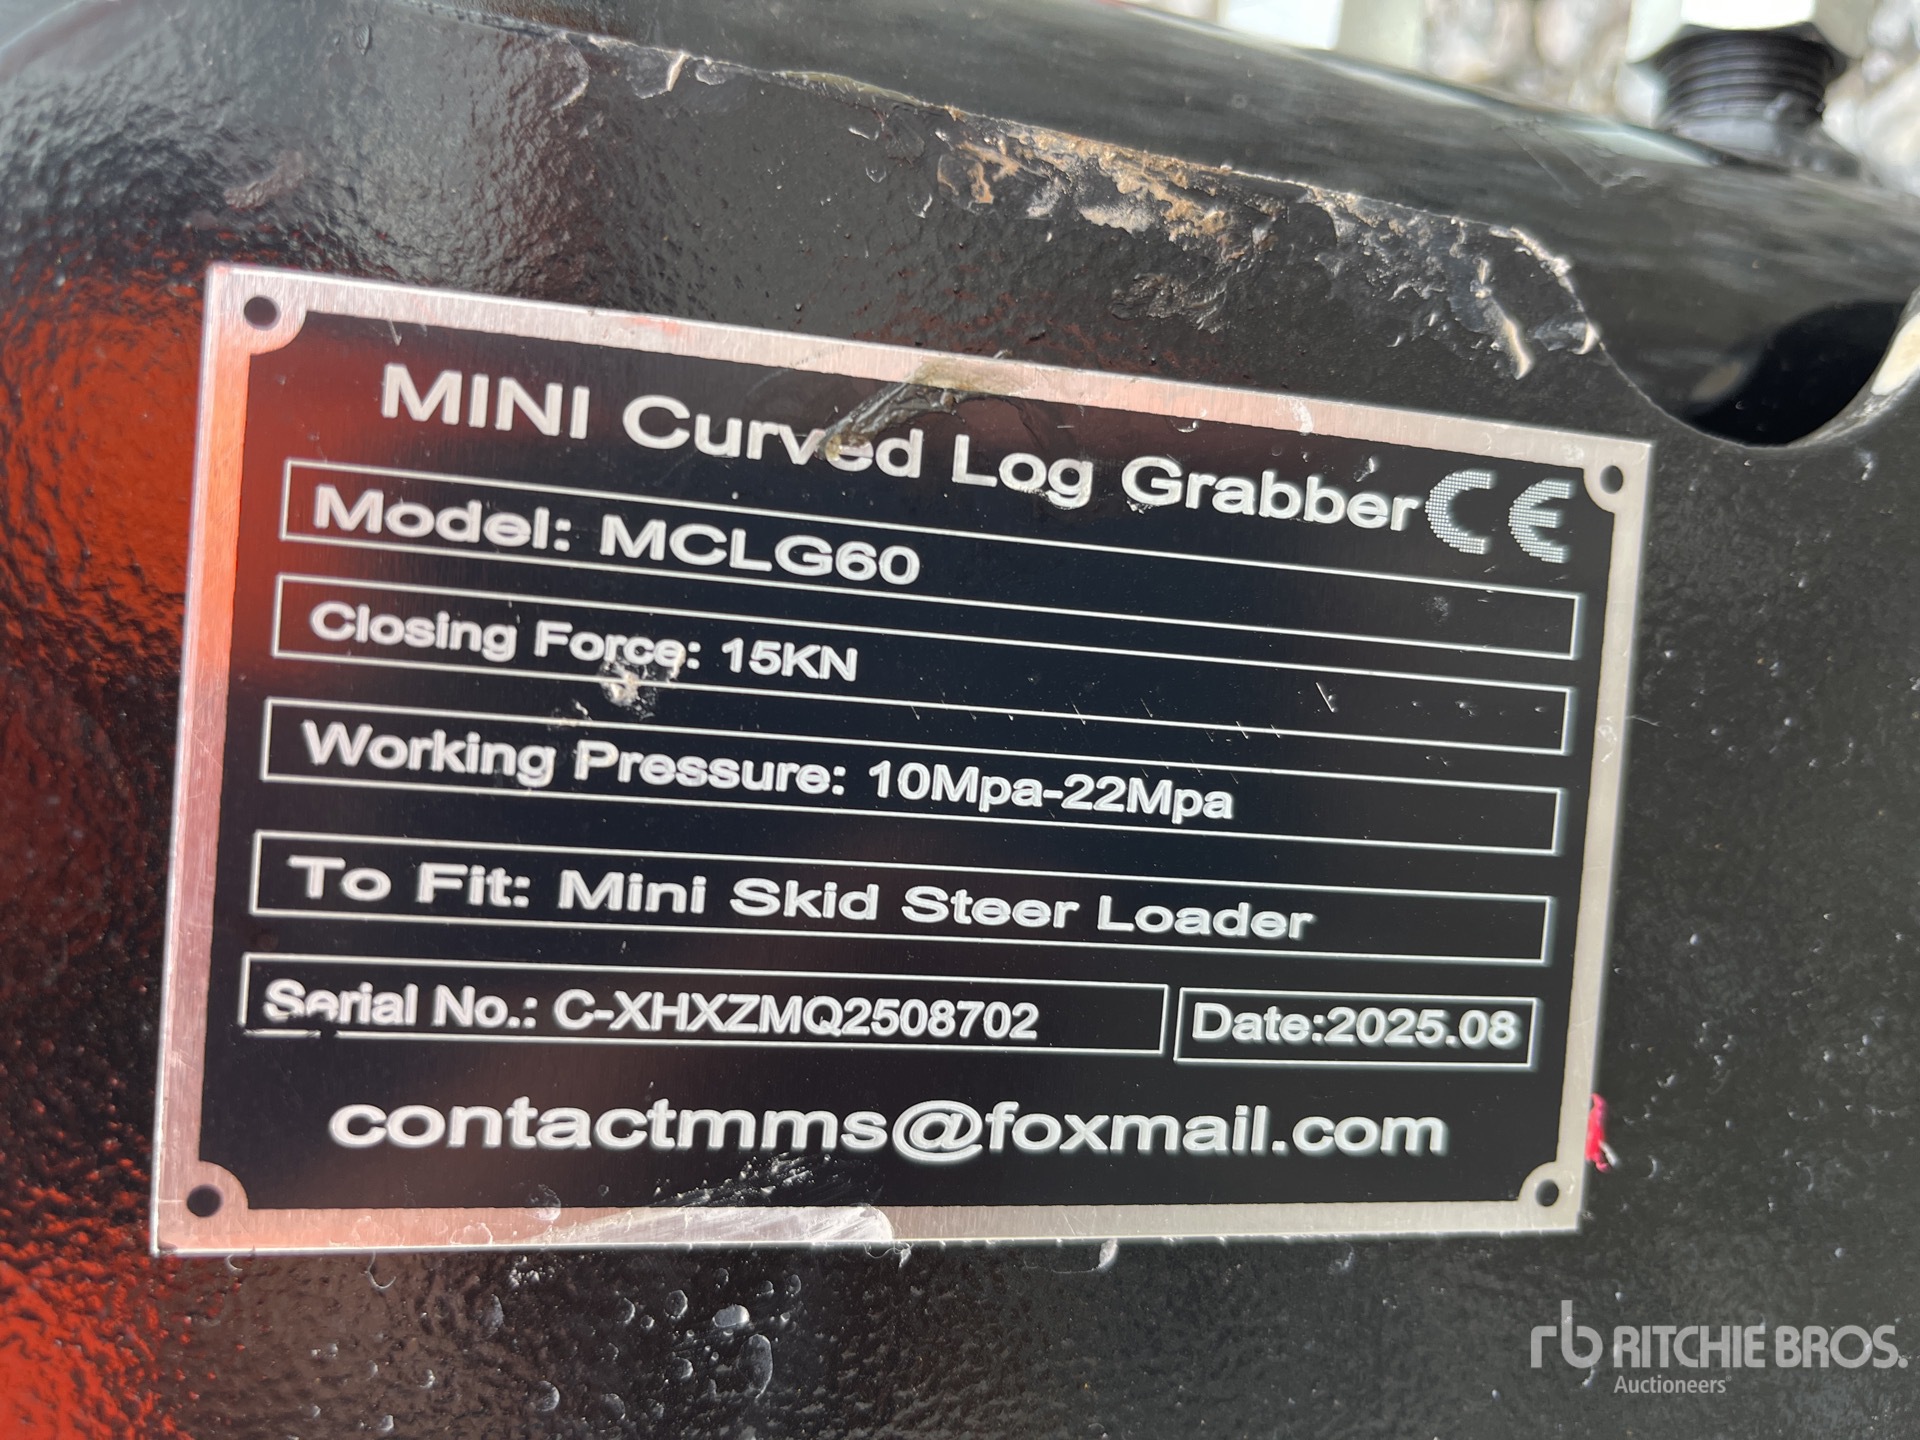 MINI Curved Log Grabber CE
Model: MCLG60
Closing Force: 15KN
Working Pressure: 10Mpa-22Mpa
To Fit: Mini Skid Steer Loader
Serial No.: C-XHXZMQ2508702 Date:2025.08
contactmms@foxmail.com
rb RITCHIE BROS.
Auctioneers